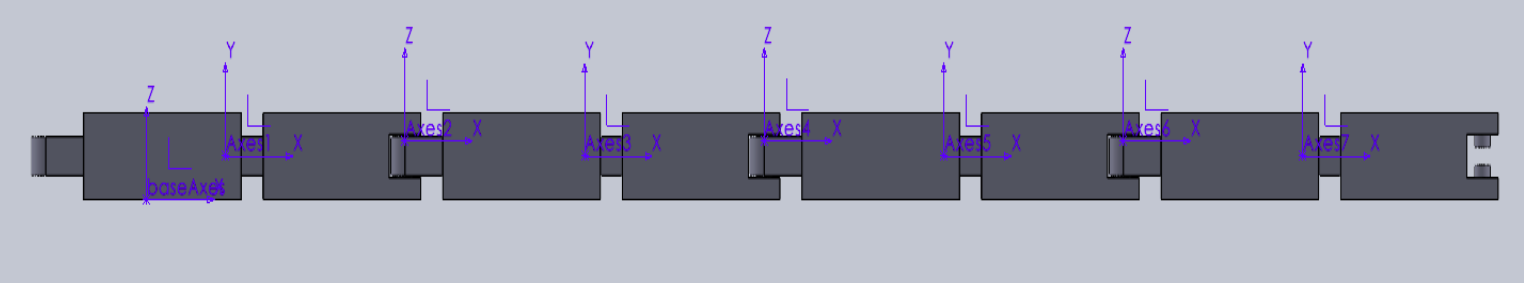 Z Y Z Y Z Y Z Y
Axes1 X Axes2 X Axes3 X Axes4 X Axes5 X Axes6 X Axes7 X
baseAxes X